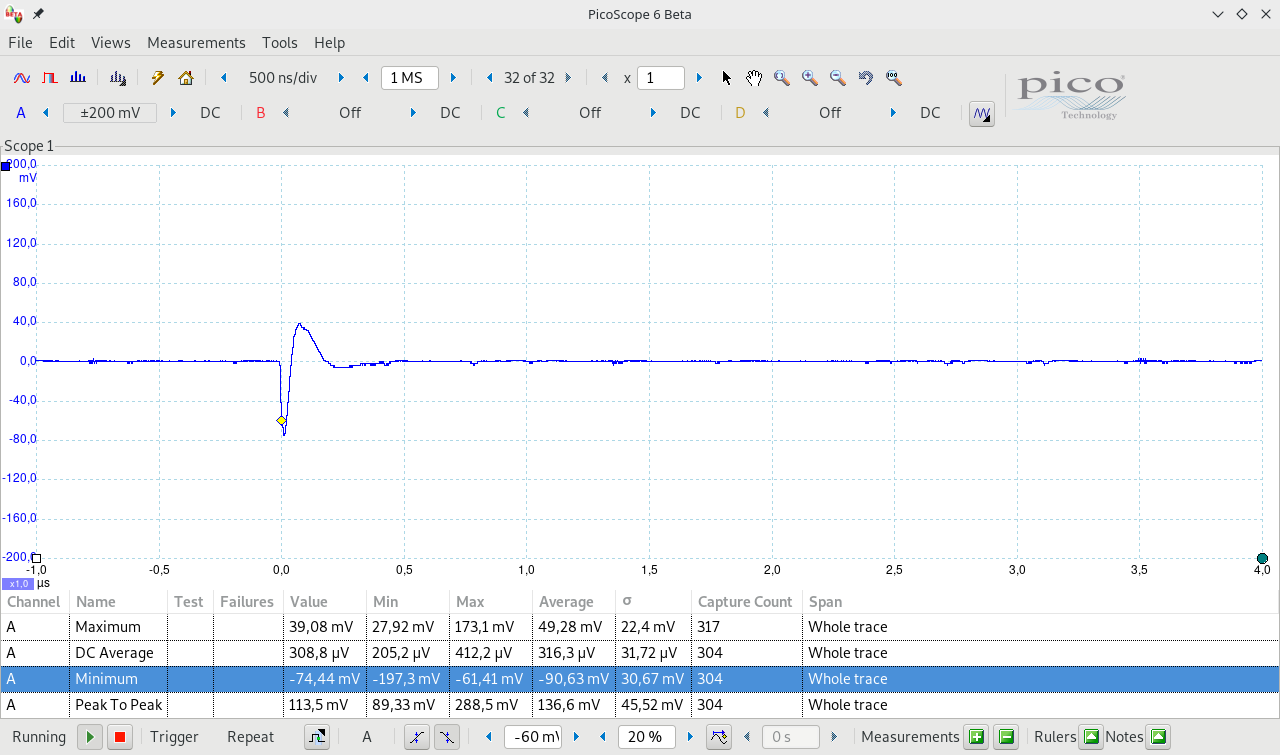 BETA
PicoScope 6 Beta
File Edit Views Measurements Tools Help
500 ns/div 1 MS 32 of 32 x 1
A ±200 mV DC B Off DC C Off DC D Off DC
pico
Technology
Scope 1
200,0
mV
160,0
120,0
80,0
40,0
0,0
-40,0
-80,0
-120,0
-160,0
-200,0
-1,0 -0,5 0,0 0,5 1,0 1,5 2,0 2,5 3,0 3,5 4,0
x1,0 µs
Channel Name Test Failures Value Min Max Average σ Capture Count Span
A Maximum 39,08 mV 27,92 mV 173,1 mV 49,28 mV 22,4 mV 317 Whole trace
A DC Average 308,8 µV 205,2 µV 412,2 µV 316,3 µV 31,72 µV 304 Whole trace
A Minimum -74,44 mV -197,3 mV -61,41 mV -90,63 mV 30,67 mV 304 Whole trace
A Peak To Peak 113,5 mV 89,33 mV 288,5 mV 136,6 mV 45,52 mV 304 Whole trace
Running Trigger Repeat A -60 mV 20 % 0 s Measurements Rulers Notes